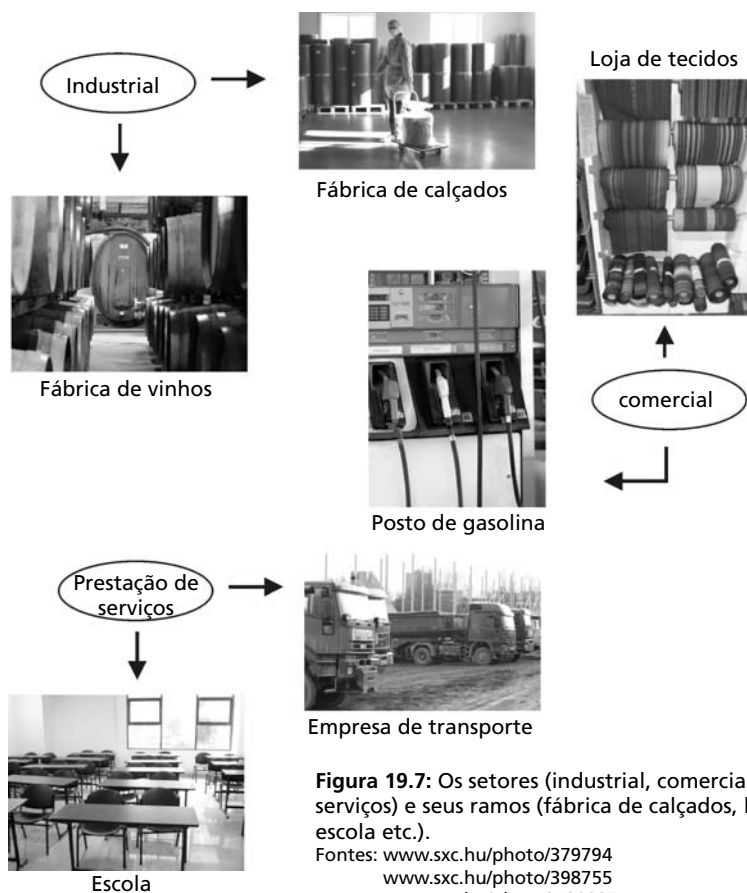 Industrial
Fábrica de calçados
Loja de tecidos
Fábrica de vinhos
comercial
Posto de gasolina
Prestação de
serviços
Empresa de transporte
Escola
Figura 19.7: Os setores (industrial, comercia
serviços) e seus ramos (fábrica de calçados,
escola etc.).
Fontes: www.sxc.hu/photo/379794
www.sxc.hu/photo/398755